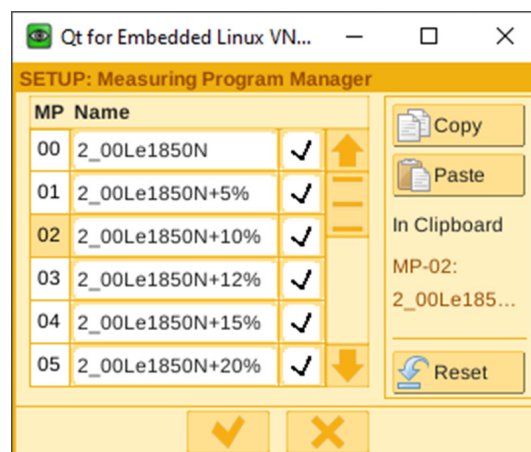 Qt for Embedded Linux VN...
SETUP: Measuring Program Manager
MP Name
00 2_00Le1850N
01 2_00Le1850N+5%
02 2_00Le1850N+10%
03 2_00Le1850N+12%
04 2_00Le1850N+15%
05 2_00Le1850N+20%
Copy
Paste
In Clipboard
MP-02:
2_00Le185...
Reset